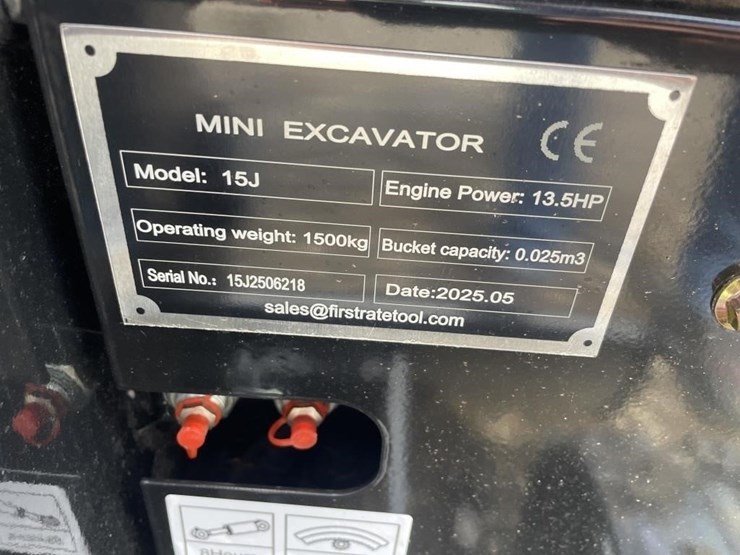 MINI EXCAVATOR CE
Model: 15J
Engine Power: 13.5HP
Operating weight: 1500kg
Bucket capacity: 0.025m3
Serial No.: 15J2506218
Date:2025.05
sales@firstratetool.com